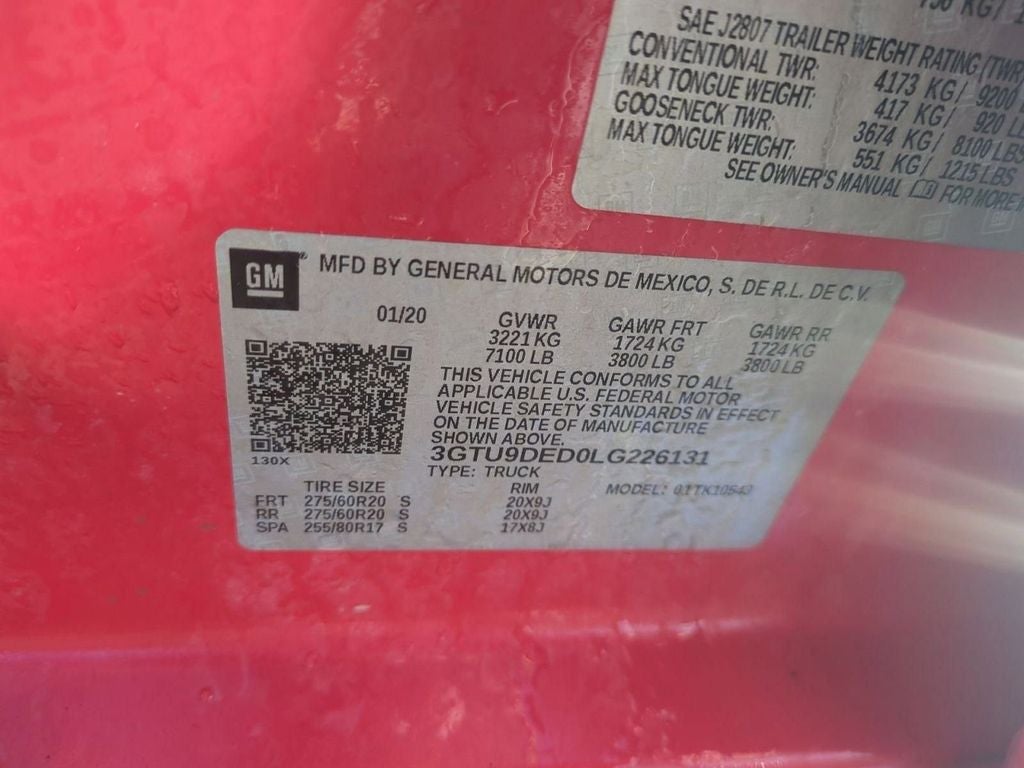 SAE J2807 TRAILER WEIGHT RATING (TWR
CONVENTIONAL TWR: 4173 KG/ 9200
MAX TONGUE WEIGHT: 417 KG/ 920 L
GOOSENECK TWR: 3674 KG/ 8100 LBS
MAX TONGUE WEIGHT: 551 KG/ 1215 LBS
SEE OWNER'S MANUAL FOR MORE
GM
MFD BY GENERAL MOTORS DE MEXICO, S. DE R.L. DE C.V.
01/20 GVWR GAWR FRT GAWR RR
3221 KG 1724 KG 1724 KG
7100 LB 3800 LB 3800 LB
THIS VEHICLE CONFORMS TO ALL
APPLICABLE U.S. FEDERAL MOTOR
VEHICLE SAFETY STANDARDS IN EFFECT
ON THE DATE OF MANUFACTURE
SHOWN ABOVE.
3GTU9DED0LG226131
130X
TYPE: TRUCK
TIRE SIZE RIM MODEL:
FRT 275/60R20 S 20X9J
RR 275/60R20 S 20X9J
SPA 255/80R17 S 17X8J